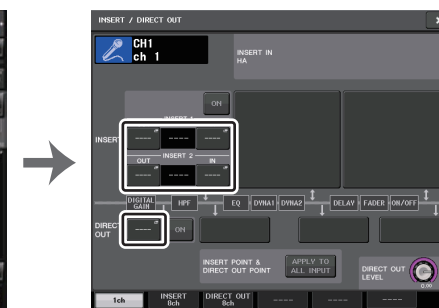 INSERT / DIRECT OUT
CH1
ch 1
INSERT IN
HA
ON
INSERT
INSERT 1
---- ---- ----
OUT INSERT 2 IN
---- ---- ----
DIGITAL GAIN HPF EQ DYNA1 DYNA2 DELAY FADER ON/OFF
DIRECT OUT
---- ON
INSERT POINT &
DIRECT OUT POINT
APPLY TO
ALL INPUT
DIRECT OUT
LEVEL
0.00
1ch
INSERT
8ch
DIRECT OUT
8ch
---- ---- ----